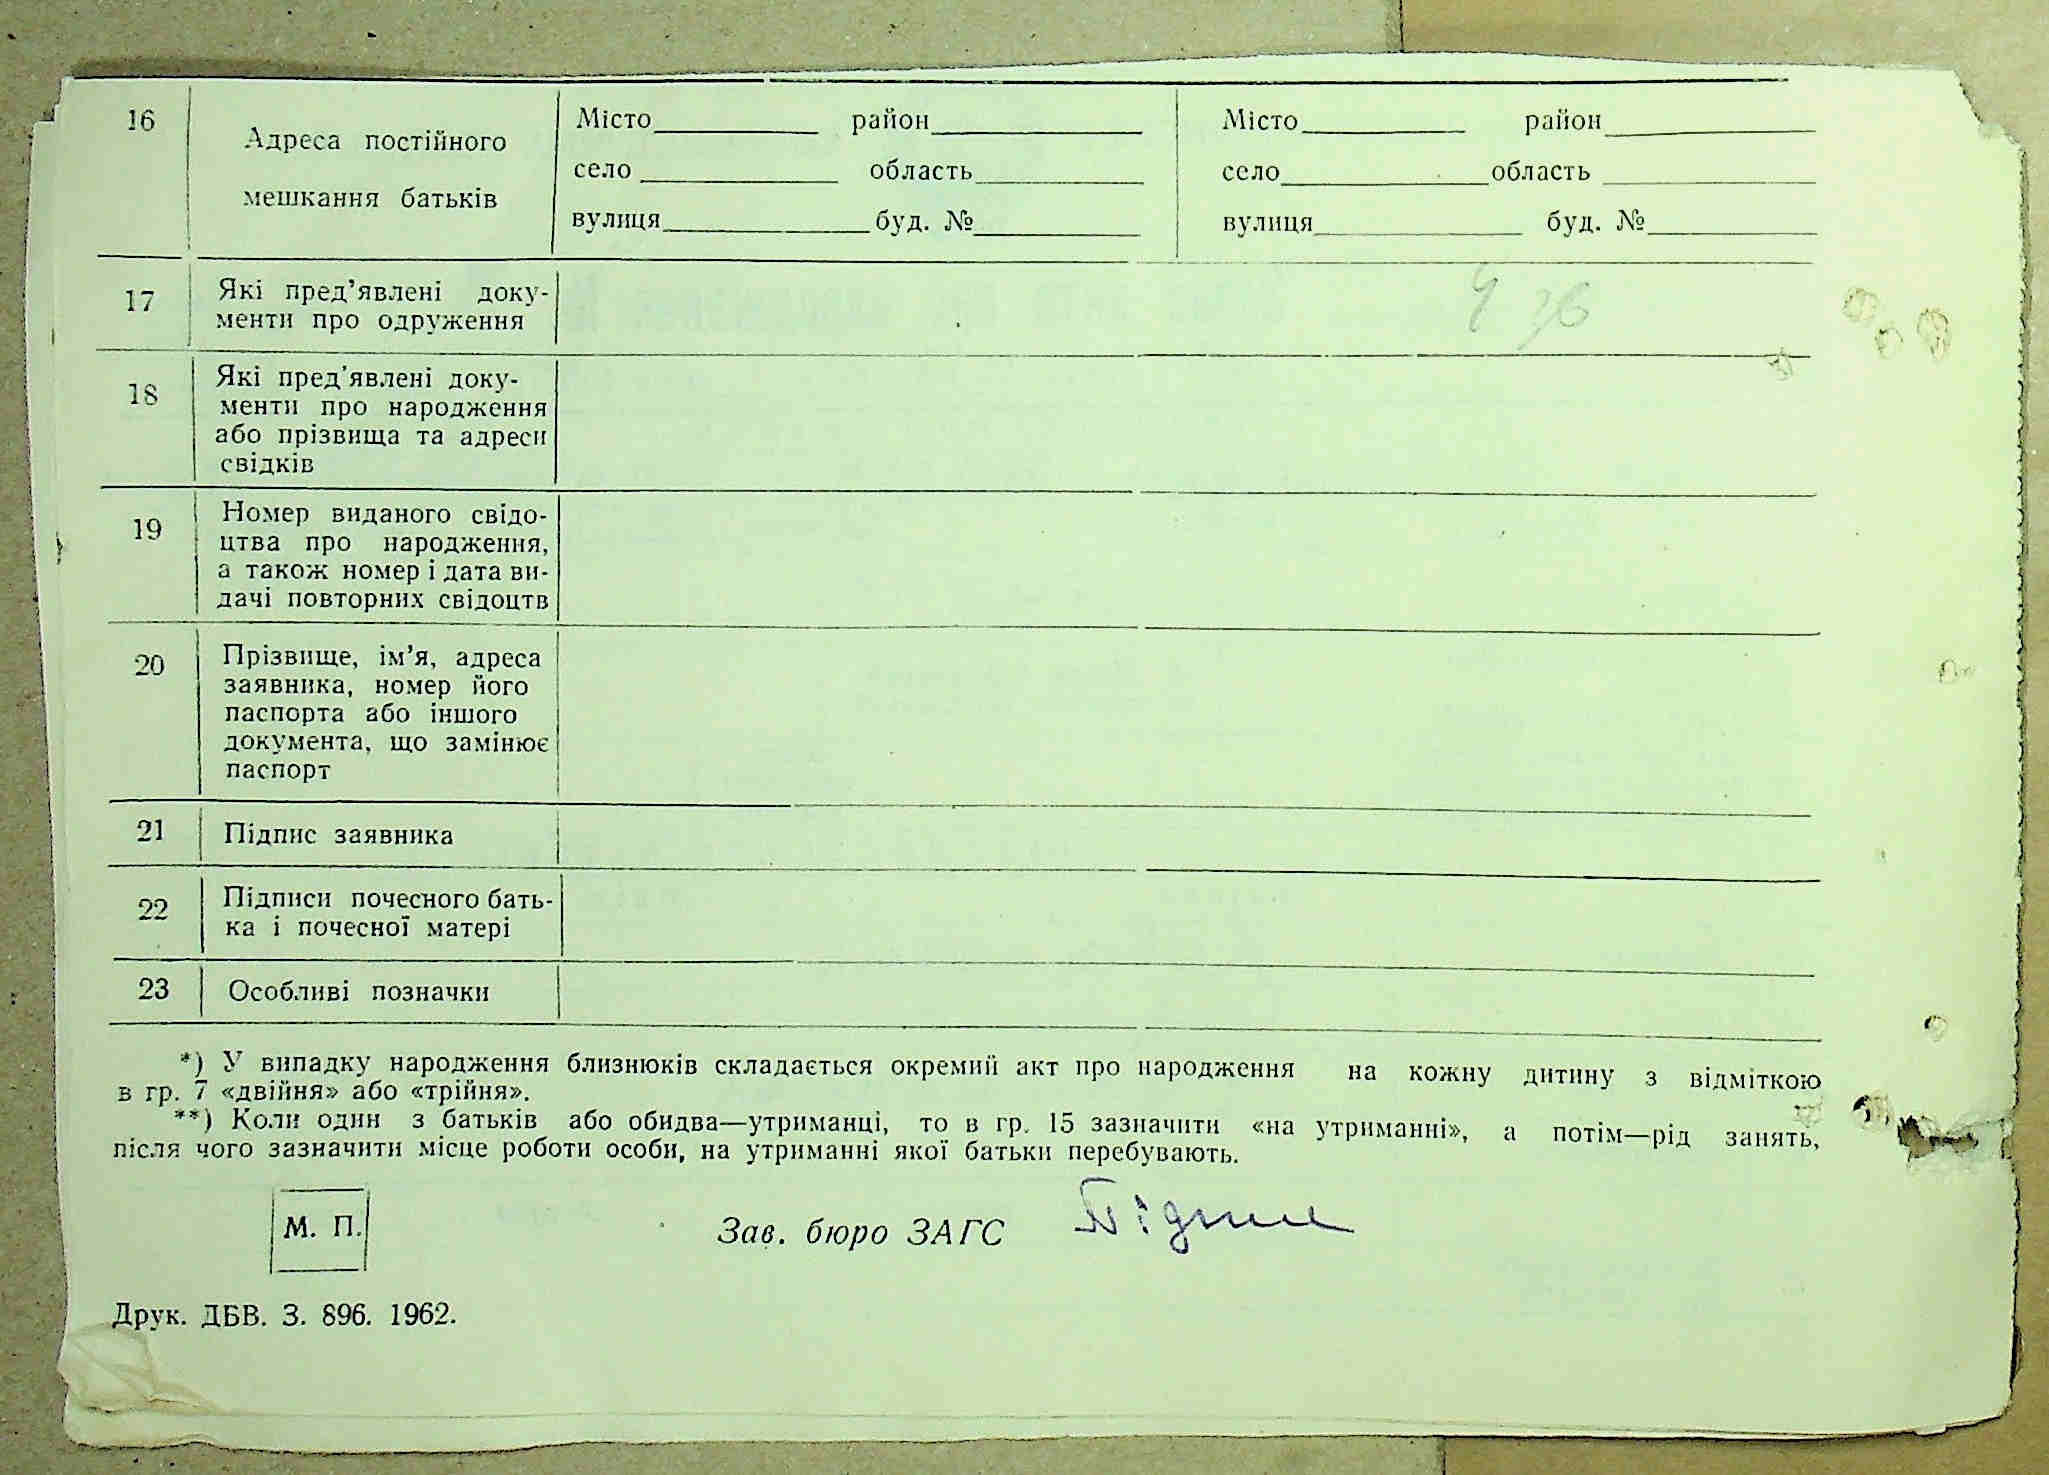 16 Адреса постійного Місто район Місто район
мешкання батьків село область село область
вулиця буд. № вулиця буд. №
17 Які пред’явлені доку-
менти про одруження
18 Які пред’явлені доку-
менти про народження
або прізвища та адреси
свідків
19 Номер виданого свідо-
цтва про народження,
а також номер і дата ви-
дачі повторних свідоцтв
20 Прізвище, ім’я, адреса
заявника, номер його
паспорта або іншого
документа, що замінює
паспорт
21 Підпис заявника
22 Підписи почесного бать-
ка і почесної матері
23 Особливі позначки
*) У випадку народження близнюків складається окремий акт про народження на кожну дитину з відміткою
в гр. 7 «двійня» або «трійня».
**) Коли один з батьків або обидва—утриманці, то в гр. 15 зазначити «на утриманні», а потім—рід занять,
після чого зазначити місце роботи особи, на утриманні якої батьки перебувають.
М. П. Зав. бюро ЗАГС Підпис
Друк. ДБВ. З. 896. 1962.